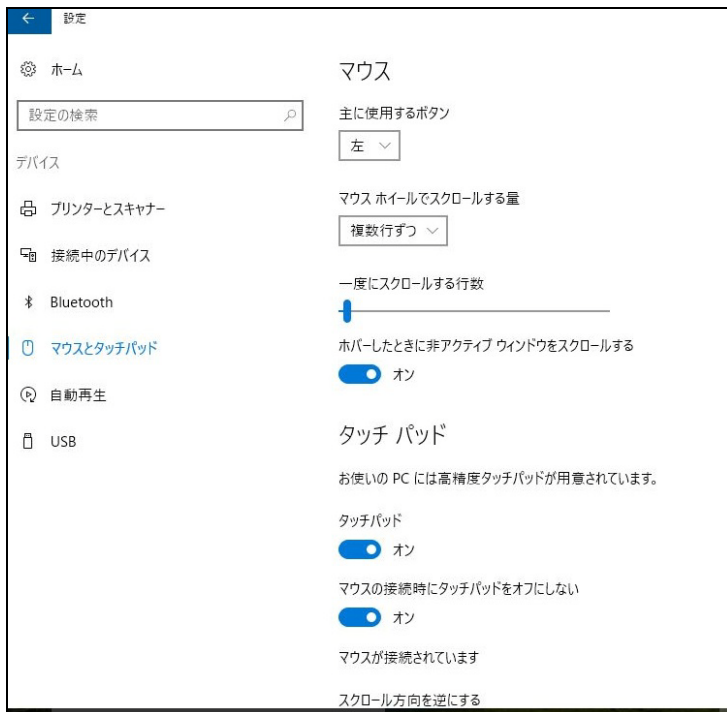 設定
ホーム
設定の検索
デバイス
プリンターとスキャナー
接続中のデバイス
Bluetooth
マウスとタッチパッド
自動再生
USB
マウス
主に使用するボタン
左
マウス ホイールでスクロールする量
複数行ずつ
一度にスクロールする行数
ホバーしたときに非アクティブ ウィンドウをスクロールする
オン
タッチ パッド
お使いの PC には高精度タッチパッドが用意されています。
タッチパッド
オン
マウスの接続時にタッチパッドをオフにしない
オン
マウスが接続されています
スクロール方向を逆にする